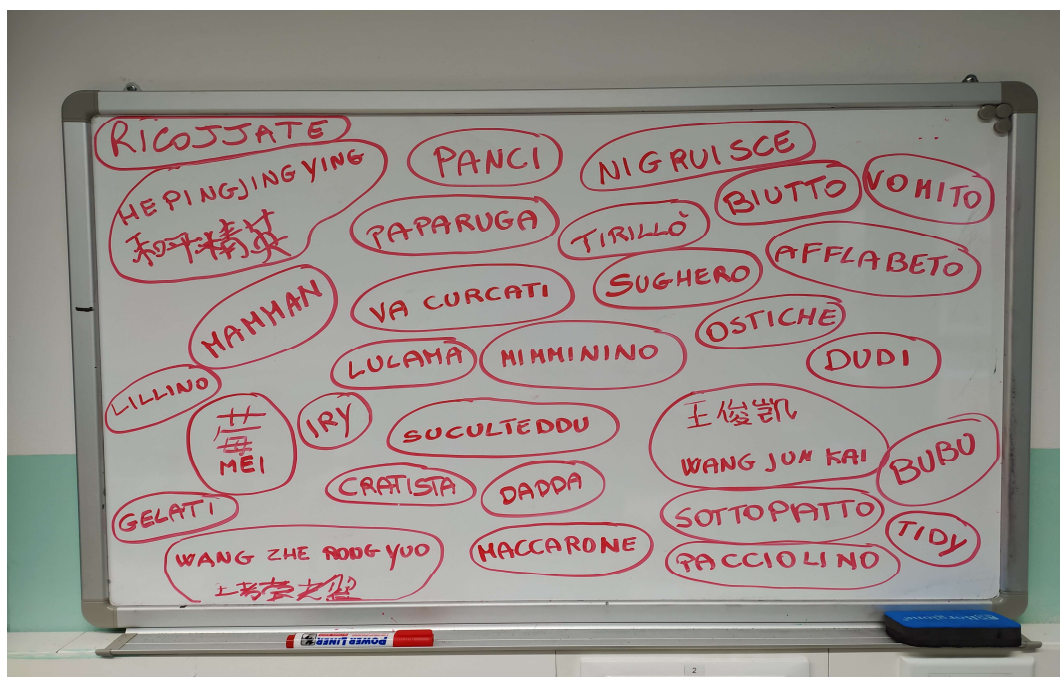 RICOJJATE
PANCI
NIGRUISCE
HEPINGJINGYING
和平精英
BIUTTO
VOMITO
PAPARUGA
TIRILLÒ
AFFLABETO
MAMMAN
VA CURCATI
SUGHERO
OSTICHE
LULAMÀ
MIMMININO
DUDI
LILLINO
莓
MEI
IRY
SUCULTEDDU
王俊凯
WANG JUN KAI
BUBU
CRATISTA
DADDA
GELATI
SOTTOPIATTO
TIDY
WANG ZHE RONG YUO
MACCARONE
PACCIOLINO
POWER LINER
2